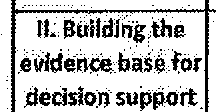 II. Building the
evidence base for
decision support